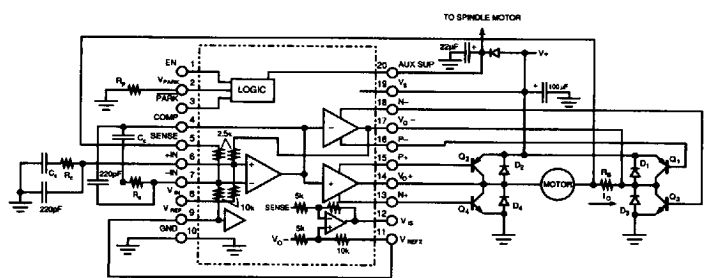 TO SPINDLE MOTOR
22µF
+
V+
EN
1
20
AUX SUP
V PARK
2
LOGIC
19
V S
+
100 µF
R P
PARK
3
18
N−
COMP
4
17
V O −
C c
SENSE
5
2.5k
16
P−
+IN
6
15
P+
Q 2
D 2
R S
D 1
Q 1
C c
R c
−IN
7
14
V O +
MOTOR
220pF
220pF
V IN
8
13
N+
I O
R c
10k
5k
Q 4
D 4
D 3
Q 3
V REF
9
SENSE
12
V IS
GND
10
5k
11
V REF2
V O −
10k